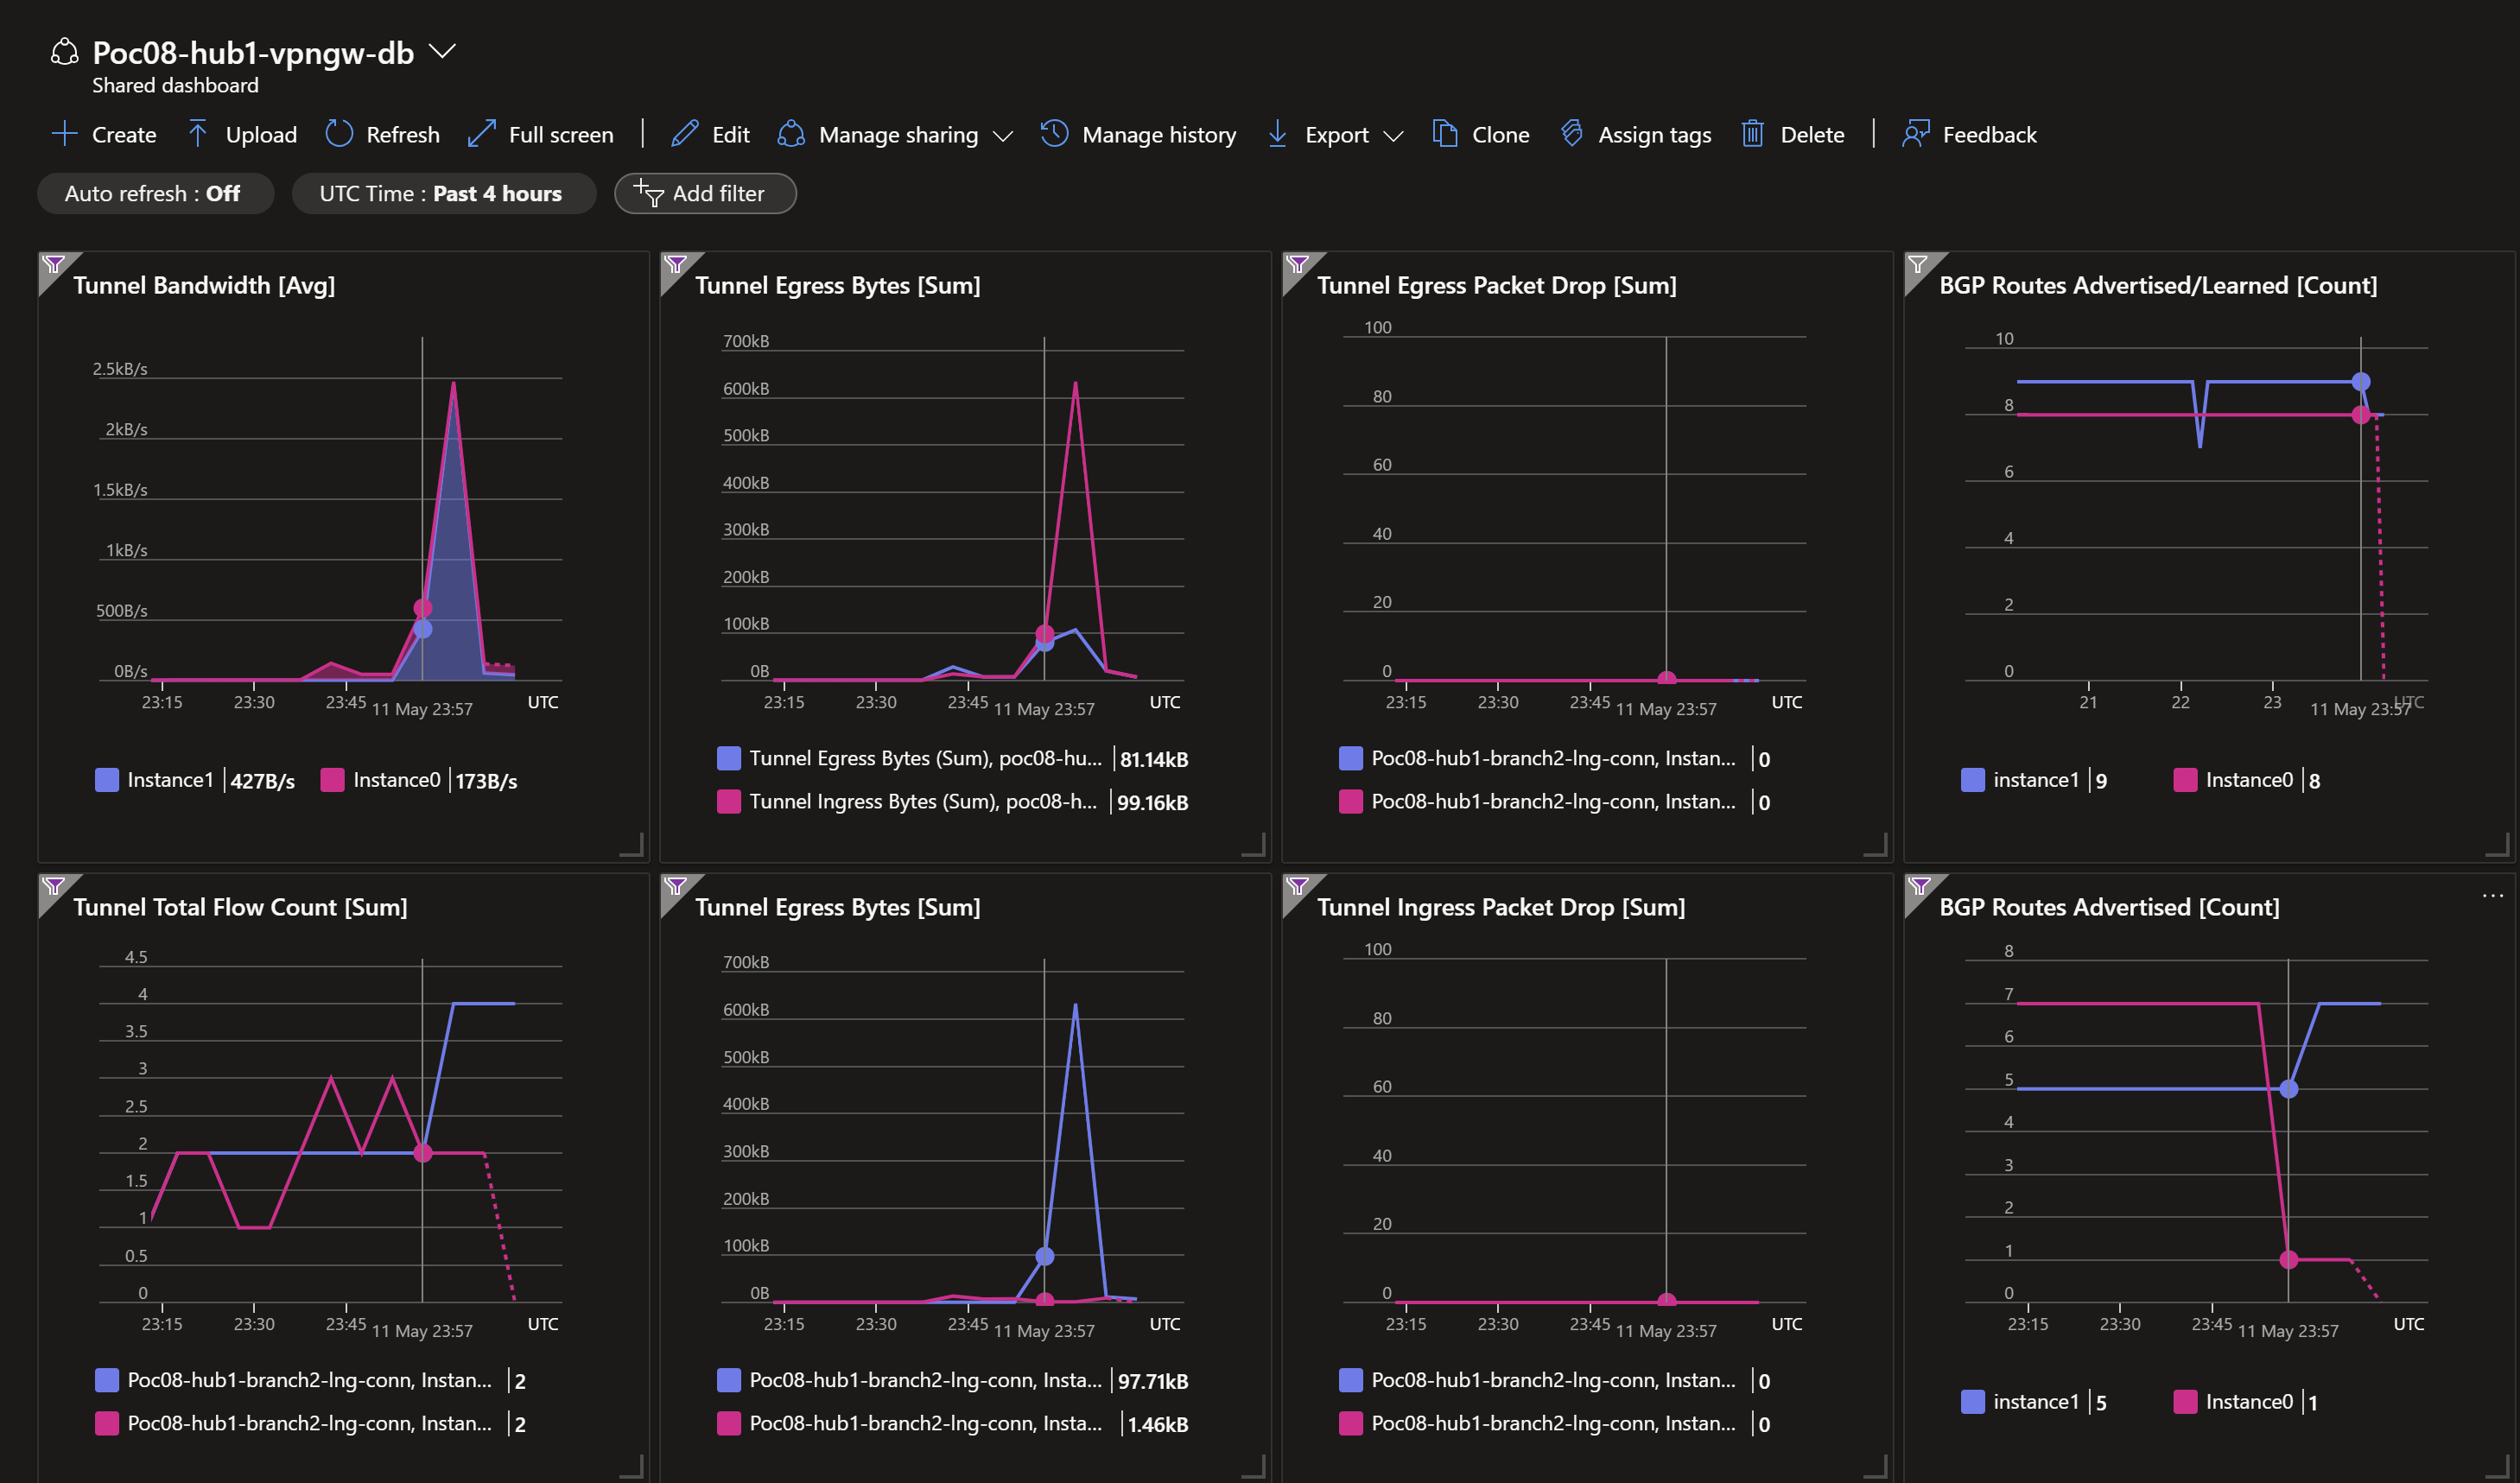 Poc08-hub1-vpngw-db
Shared dashboard
Create Upload Refresh Full screen Edit Manage sharing Manage history Export Clone Assign tags Delete Feedback
Auto refresh : Off UTC Time : Past 4 hours Add filter
Tunnel Bandwidth [Avg]
2.5kB/s
2kB/s
1.5kB/s
1kB/s
500B/s
0B/s
23:15 23:30 23:45 11 May 23:57 UTC
Instance1 427B/s Instance0 173B/s
Tunnel Egress Bytes [Sum]
700kB
600kB
500kB
400kB
300kB
200kB
100kB
0B
23:15 23:30 23:45 11 May 23:57 UTC
Tunnel Egress Bytes (Sum), poc08-hu... 81.14kB
Tunnel Ingress Bytes (Sum), poc08-h... 99.16kB
Tunnel Egress Packet Drop [Sum]
100
80
60
40
20
0
23:15 23:30 23:45 11 May 23:57 UTC
Poc08-hub1-branch2-lng-conn, Instan... 0
Poc08-hub1-branch2-lng-conn, Instan... 0
BGP Routes Advertised/Learned [Count]
10
8
6
4
2
0
21 22 23 11 May 23:57 UTC
instance1 9 Instance0 8
Tunnel Total Flow Count [Sum]
4.5
4
3.5
3
2.5
2
1.5
1
0.5
0
23:15 23:30 23:45 11 May 23:57 UTC
Poc08-hub1-branch2-lng-conn, Instan... 2
Poc08-hub1-branch2-lng-conn, Instan... 2
Tunnel Egress Bytes [Sum]
700kB
600kB
500kB
400kB
300kB
200kB
100kB
0B
23:15 23:30 23:45 11 May 23:57 UTC
Poc08-hub1-branch2-lng-conn, Insta... 97.71kB
Poc08-hub1-branch2-lng-conn, Insta... 1.46kB
Tunnel Ingress Packet Drop [Sum]
100
80
60
40
20
0
23:15 23:30 23:45 11 May 23:57 UTC
Poc08-hub1-branch2-lng-conn, Instan... 0
Poc08-hub1-branch2-lng-conn, Instan... 0
BGP Routes Advertised [Count]
8
7
6
5
4
3
2
1
0
23:15 23:30 23:45 11 May 23:57 UTC
instance1 5 Instance0 1